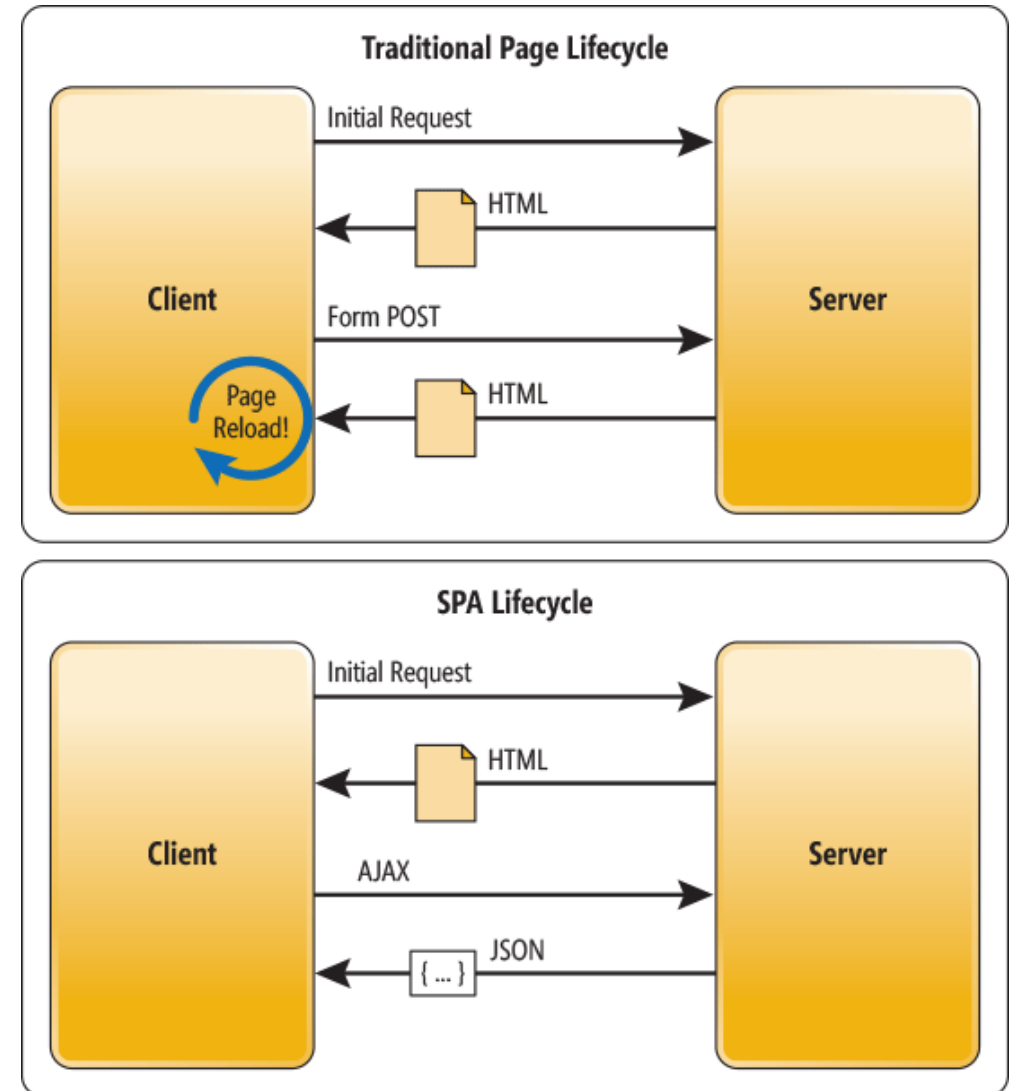 Traditional Page Lifecycle
Initial Request
HTML
Client
Server
Form POST
Page
Reload!
HTML
SPA Lifecycle
Initial Request
HTML
Client
Server
AJAX
JSON
{ ... }